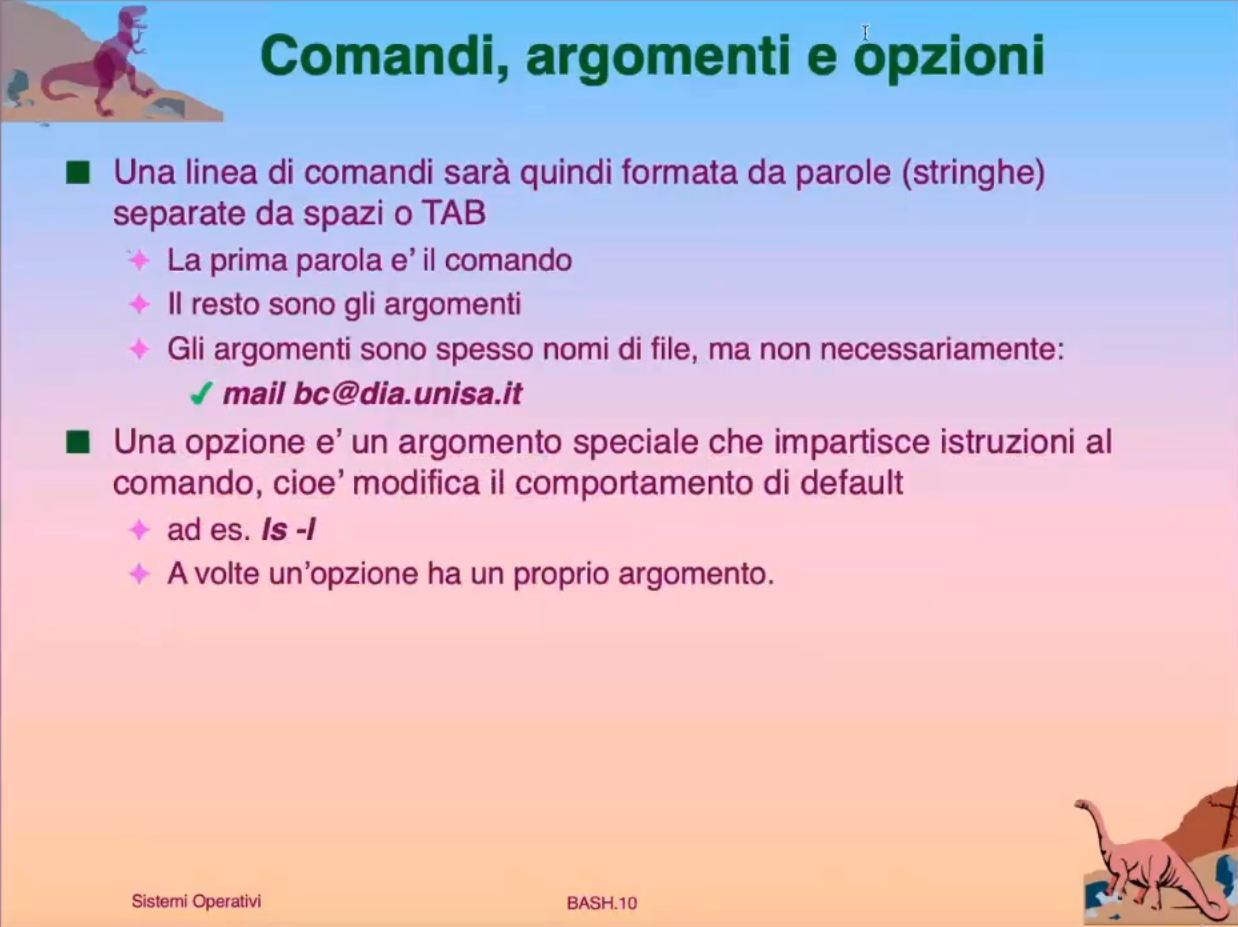 Comandi, argomenti e opzioni
Una linea di comandi sarà quindi formata da parole (stringhe)
separate da spazi o TAB
La prima parola e' il comando
Il resto sono gli argomenti
Gli argomenti sono spesso nomi di file, ma non necessariamente:
mail bc@dia.unisa.it
Una opzione e' un argomento speciale che impartisce istruzioni al
comando, cioe' modifica il comportamento di default
ad es. ls -l
A volte un'opzione ha un proprio argomento.
Sistemi Operativi
BASH.10